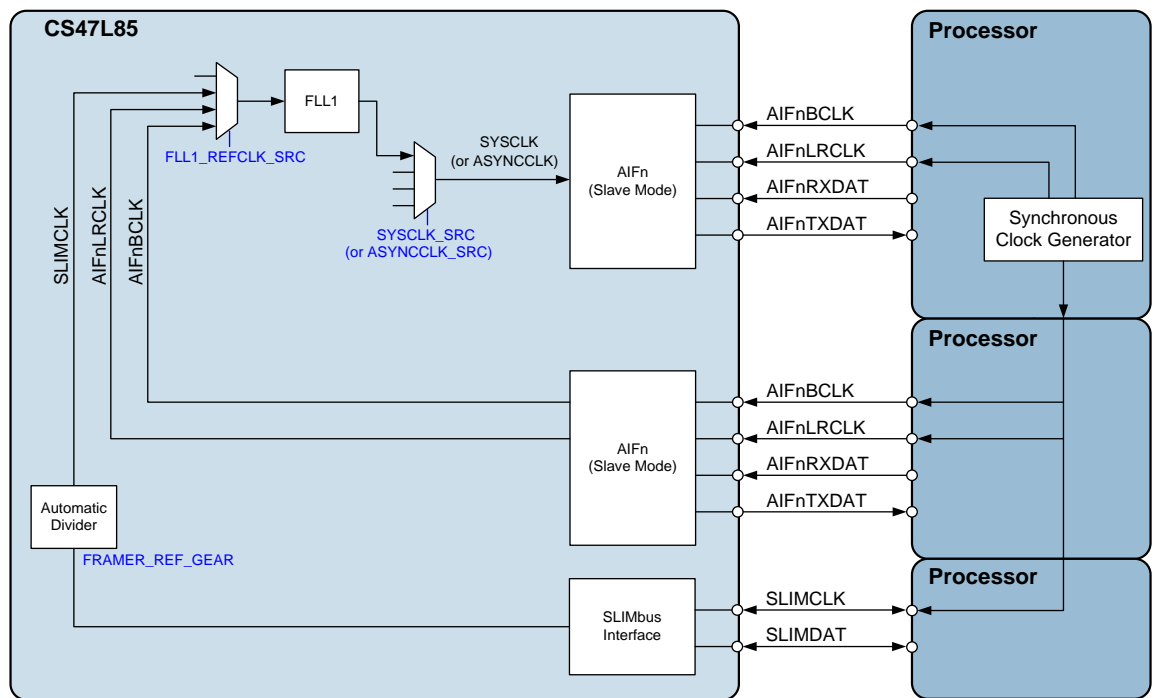 CS47L85
Processor
FLL1
FLL1_REFCLK_SRC
SYSCLK
(or ASYNCCLK)
SYSCLK_SRC
(or ASYNCCLK_SRC)
AIFn
(Slave Mode)
AIFnBCLK
AIFnLRCLK
AIFnRXDAT
AIFnTXDAT
Synchronous
Clock Generator
SLIMCLK
AIFnLRCLK
AIFnBCLK
Processor
AIFn
(Slave Mode)
AIFnBCLK
AIFnLRCLK
AIFnRXDAT
AIFnTXDAT
Automatic
Divider
FRAMER_REF_GEAR
Processor
SLIMbus
Interface
SLIMCLK
SLIMDAT